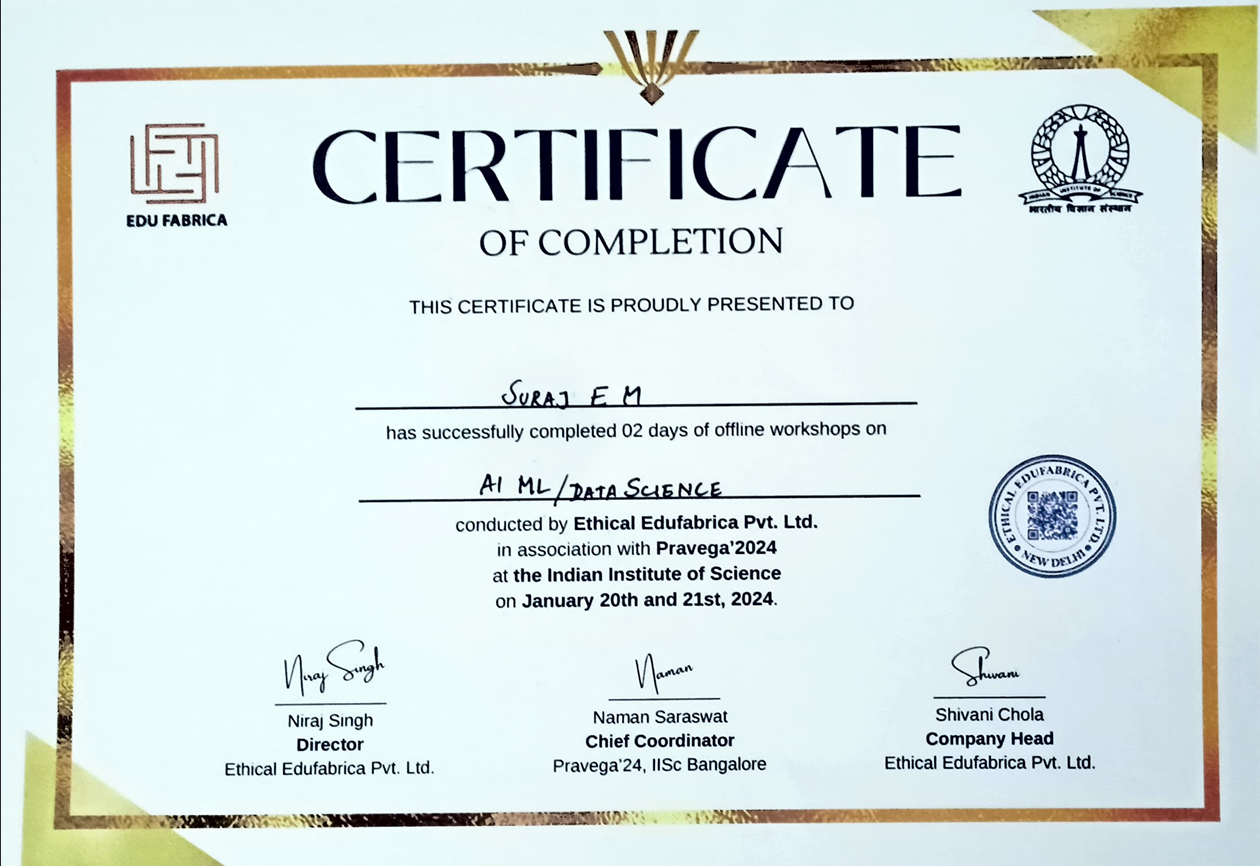 EDU FABRICA
CERTIFICATE
INDIAN INSTITUTE OF SCIENCE
भारतीय विज्ञान संस्थान
OF COMPLETION
THIS CERTIFICATE IS PROUDLY PRESENTED TO
SURAJ E M
has successfully completed 02 days of offline workshops on
AI ML/DATA SCIENCE
conducted by Ethical Edufabrica Pvt. Ltd.
in association with Pravega'2024
at the Indian Institute of Science
on January 20th and 21st, 2024.
ETHICAL EDUFABRICA PVT. LTD.
NEW DELHI
Niraj Singh
Naman
Shivani
Niraj Singh
Director
Ethical Edufabrica Pvt. Ltd.
Naman Saraswat
Chief Coordinator
Pravega'24, IISc Bangalore
Shivani Chola
Company Head
Ethical Edufabrica Pvt. Ltd.